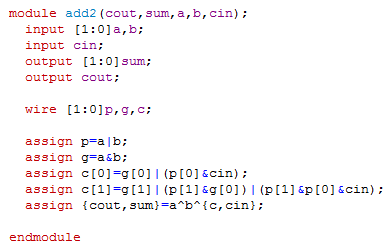 module add2(cout,sum,a,b,cin);
input [1:0]a,b;
input cin;
output [1:0]sum;
output cout;
wire [1:0]p,g,c;
assign p=a|b;
assign g=a&b;
assign c[0]=g[0]|(p[0]&cin);
assign c[1]=g[1]|(p[1]&g[0])|(p[1]&p[0]&cin);
assign {cout,sum}=a^b^{c,cin};
endmodule